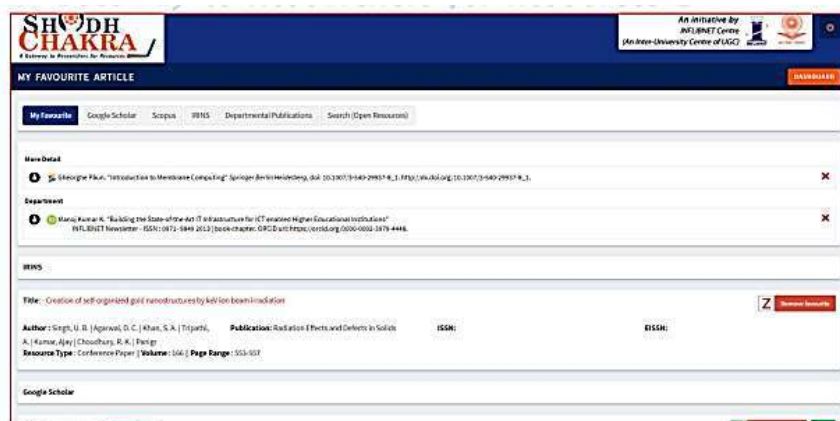 SHODH
CHAKRA
A Gateway to Researchers for Resources
An initiative by
INFLIBNET Centre
(An Inter-University Centre of UGC)
MY FAVOURITE ARTICLE
DASHBOARD
My Favourite Google Scholar Scopus IRINS Departmental Publications Search (Open Resources)
More Detail
Gheorghe Păun. "Introduction to Membrane Computing" Springer Berlin Heidelberg, doi: 10.1007/3-540-29937-8_1. http://dx.doi.org/10.1007/3-540-29937-8_1.
Department
Manoj Kumar K. "Building the State-of-the-Art IT Infrastructure for ICT enabled Higher Educational Institutions"
INFLIBNET Newsletter - ISSN : 0971- 9849 2013 | book-chapter. ORCID url: https://orcid.org/
IRINS
Title: - Creation of self-organized gold nanostructures by keV ion beam irradiation
Z Remove favourite
Author : Singh, U. B. | Agarwal, D. C. | Khan, S. A. | Tripathi, Publication: Radiation Effects and Defects in Solids ISSN: EISSN:
A. | Kumar, Ajay | Choudhury, R. K. | Panigr
Resource Type : Conference Paper | Volume : 166 | Page Range : 553-557
Google Scholar